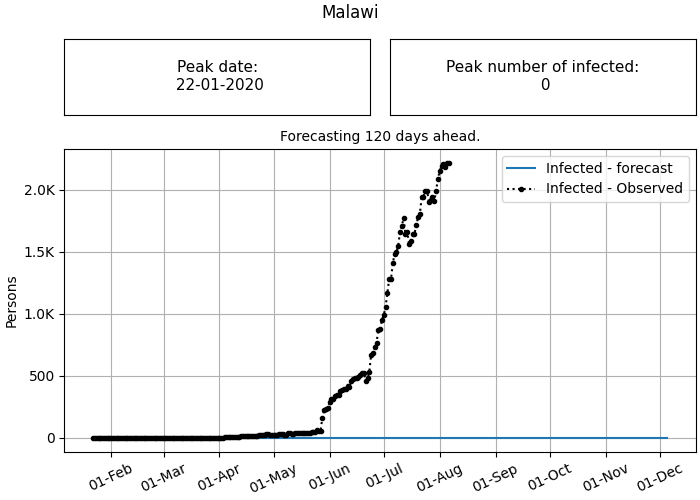 Malawi
Peak date:
22-01-2020
Peak number of infected:
0
Forecasting 120 days ahead.
Infected - forecast
Infected - Observed
Persons
2.0K
1.5K
1.0K
500
0
01-Feb
01-Mar
01-Apr
01-May
01-Jun
01-Jul
01-Aug
01-Sep
01-Oct
01-Nov
01-Dec